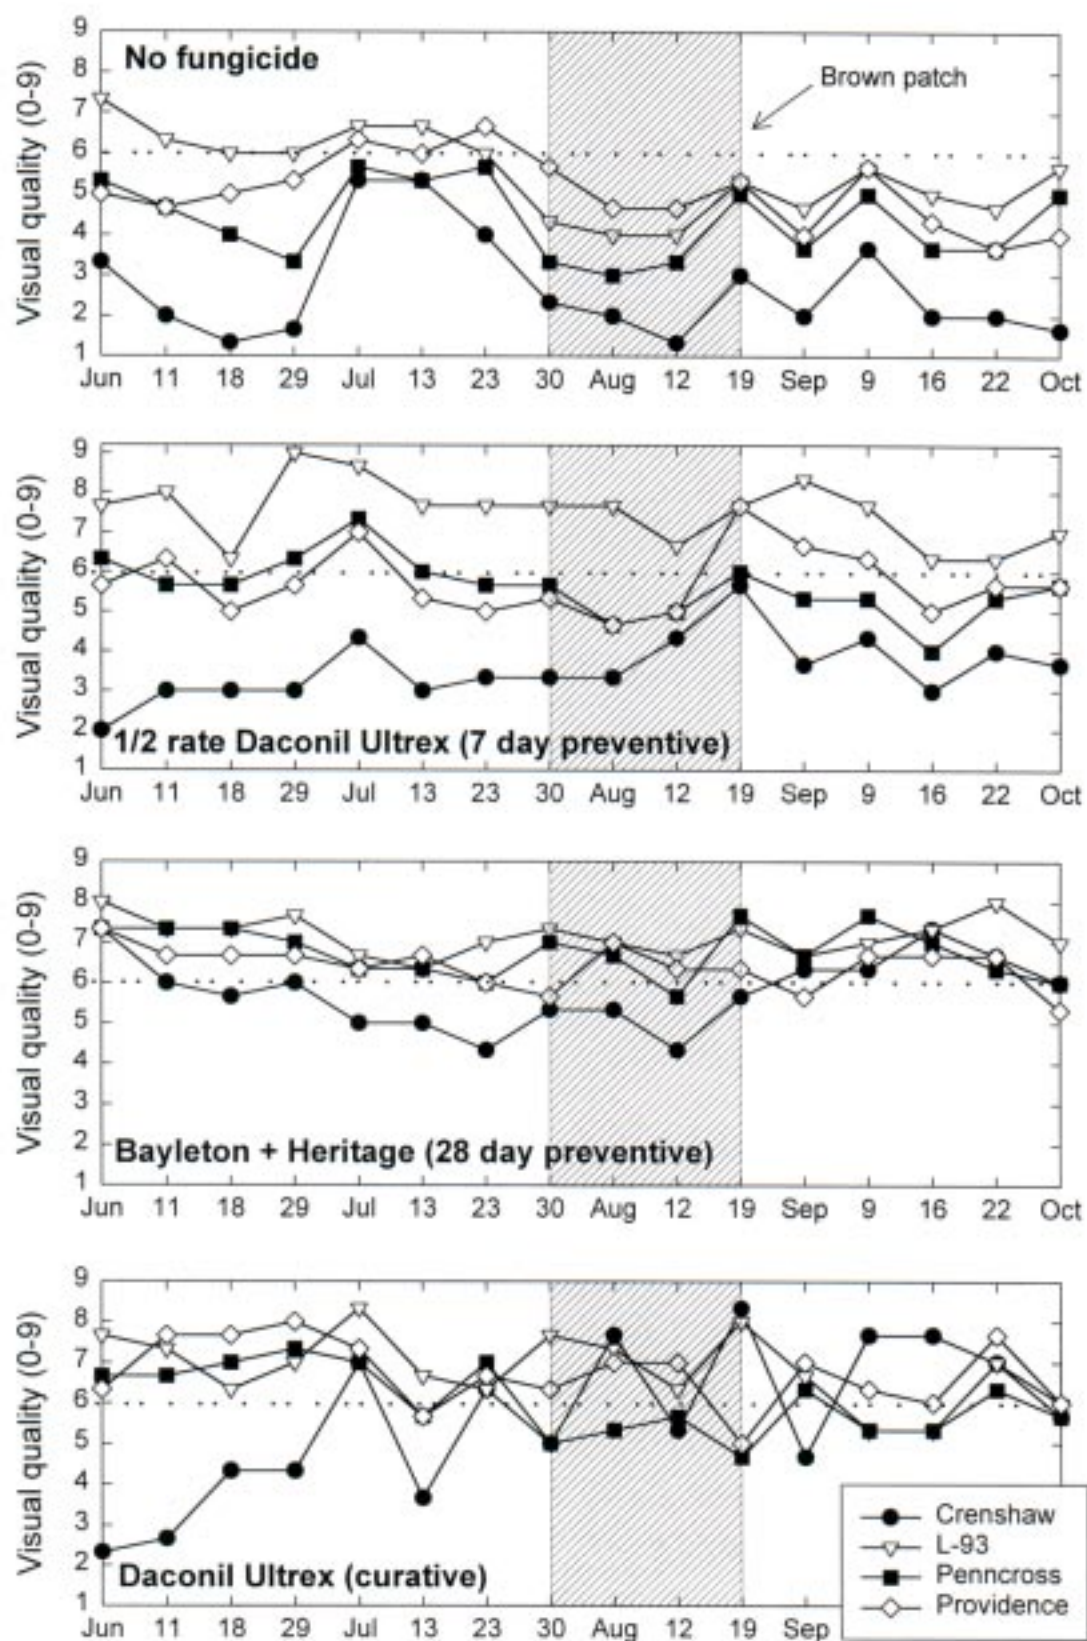 No fungicide
Brown patch
Visual quality (0-9)
9
8
7
6
5
4
3
2
1
Jun 11 18 29 Jul 13 23 30 Aug 12 19 Sep 9 16 22 Oct
Visual quality (0-9)
9
8
7
6
5
4
3
2
1
1/2 rate Daconil Ultrex (7 day preventive)
Jun 11 18 29 Jul 13 23 30 Aug 12 19 Sep 9 16 22 Oct
Visual quality (0-9)
9
8
7
6
5
4
3
2
1
Bayleton + Heritage (28 day preventive)
Jun 11 18 29 Jul 13 23 30 Aug 12 19 Sep 9 16 22 Oct
Visual quality (0-9)
9
8
7
6
5
4
3
2
1
Daconil Ultrex (curative)
Jun 11 18 29 Jul 13 23 30 Aug 12 19 Sep
Crenshaw
L-93
Penncross
Providence